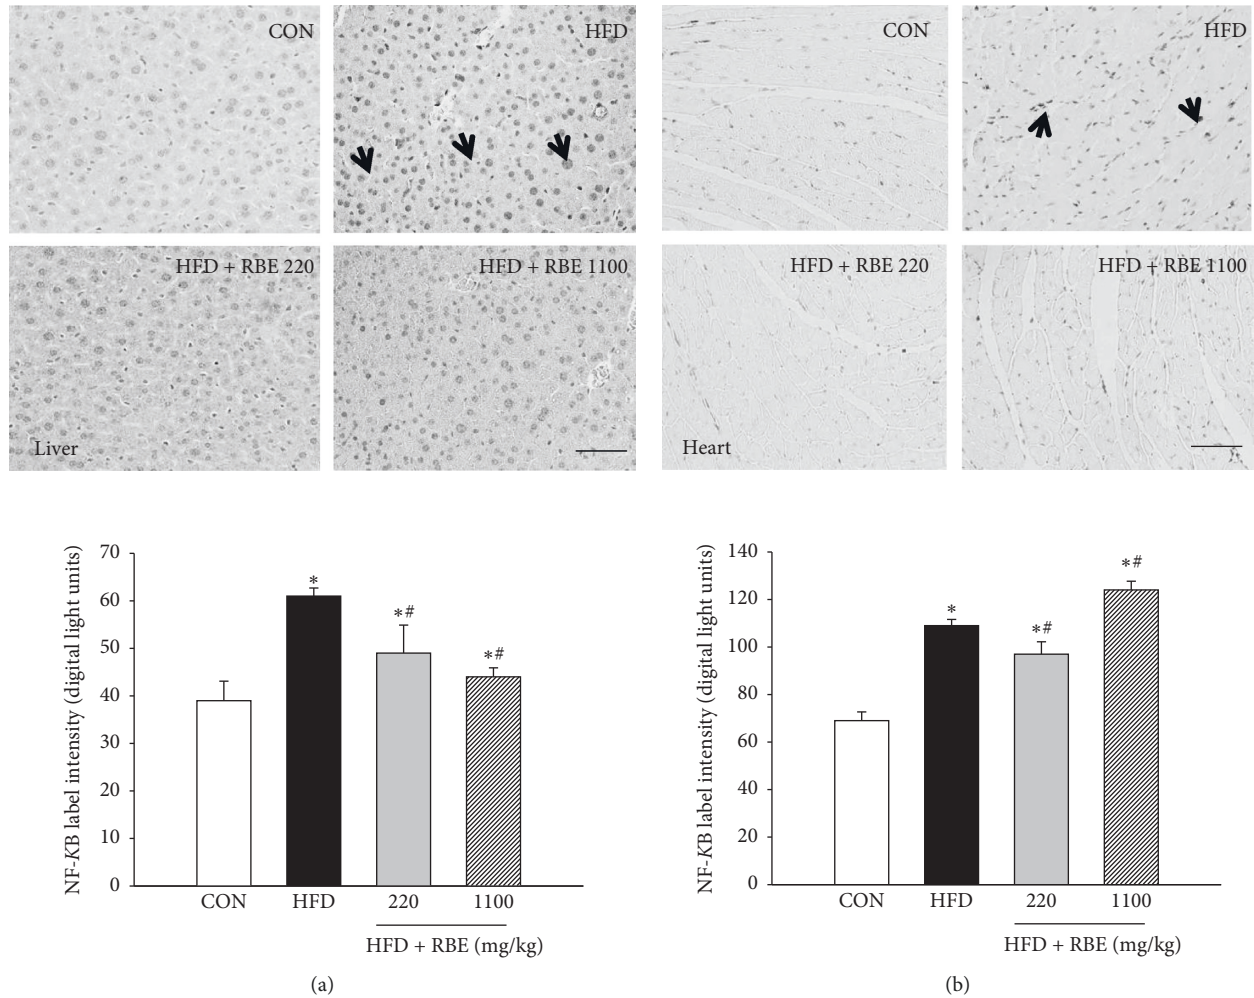 CON
HFD
HFD + RBE 220
HFD + RBE 1100
Liver
NF-KB label intensity (digital light units)
70
60
50
40
30
20
10
0
*
*#
*#
CON
HFD
220
1100
HFD + RBE (mg/kg)
(a)
CON
HFD
HFD + RBE 220
HFD + RBE 1100
Heart
NF-KB label intensity (digital light units)
140
120
100
80
60
40
20
0
*
*#
*#
CON
HFD
220
1100
HFD + RBE (mg/kg)
(b)